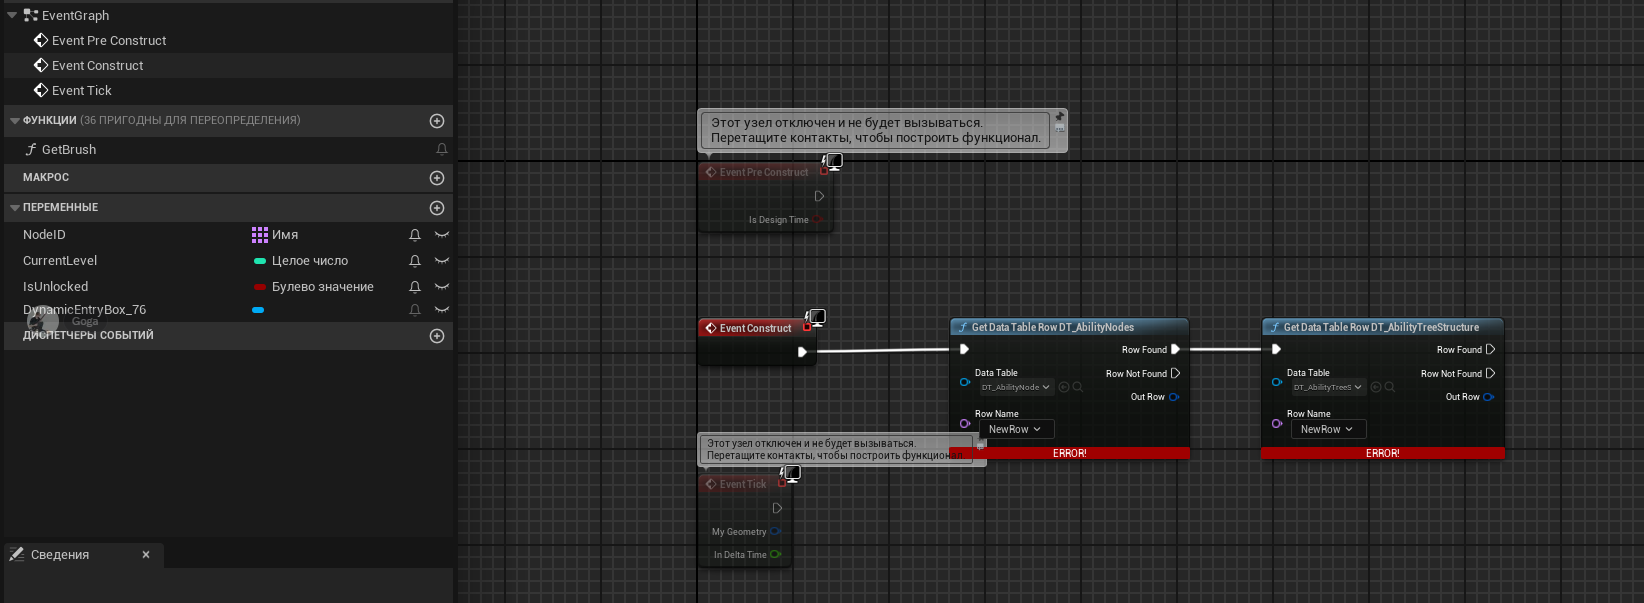 EventGraph
Event Pre Construct
Event Construct
Event Tick
ФУНКЦИИ (36 ПРИГОДНЫ ДЛЯ ПЕРЕОПРЕДЕЛЕНИЯ)
GetBrush
МАКРОС
ПЕРЕМЕННЫЕ
NodeID Имя
CurrentLevel Целое число
IsUnlocked Булево значение
DynamicEntryBox_76
Goga
ДИСПЕТЧЕРЫ СОБЫТИЙ
Сведения
Этот узел отключен и не будет вызываться.
Перетащите контакты, чтобы построить функционал.
Event Pre Construct
Is Design Time
Event Construct
Get Data Table Row DT_AbilityNodes
Row Found
Data Table
Row Not Found
DT_AbilityNode
Out Row
Row Name
NewRow
ERROR!
Get Data Table Row DT_AbilityTreeStructure
Row Found
Data Table
Row Not Found
DT_AbilityTreeS
Out Row
Row Name
NewRow
ERROR!
Этот узел отключен и не будет вызываться.
Перетащите контакты, чтобы построить функционал.
Event Tick
My Geometry
In Delta Time